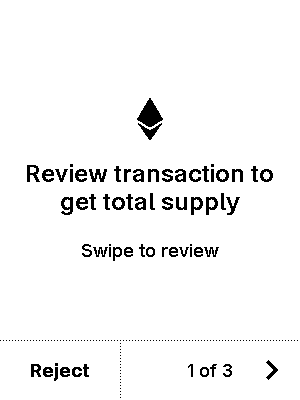 Review transaction to
get total supply
Swipe to review
Reject
1 of 3